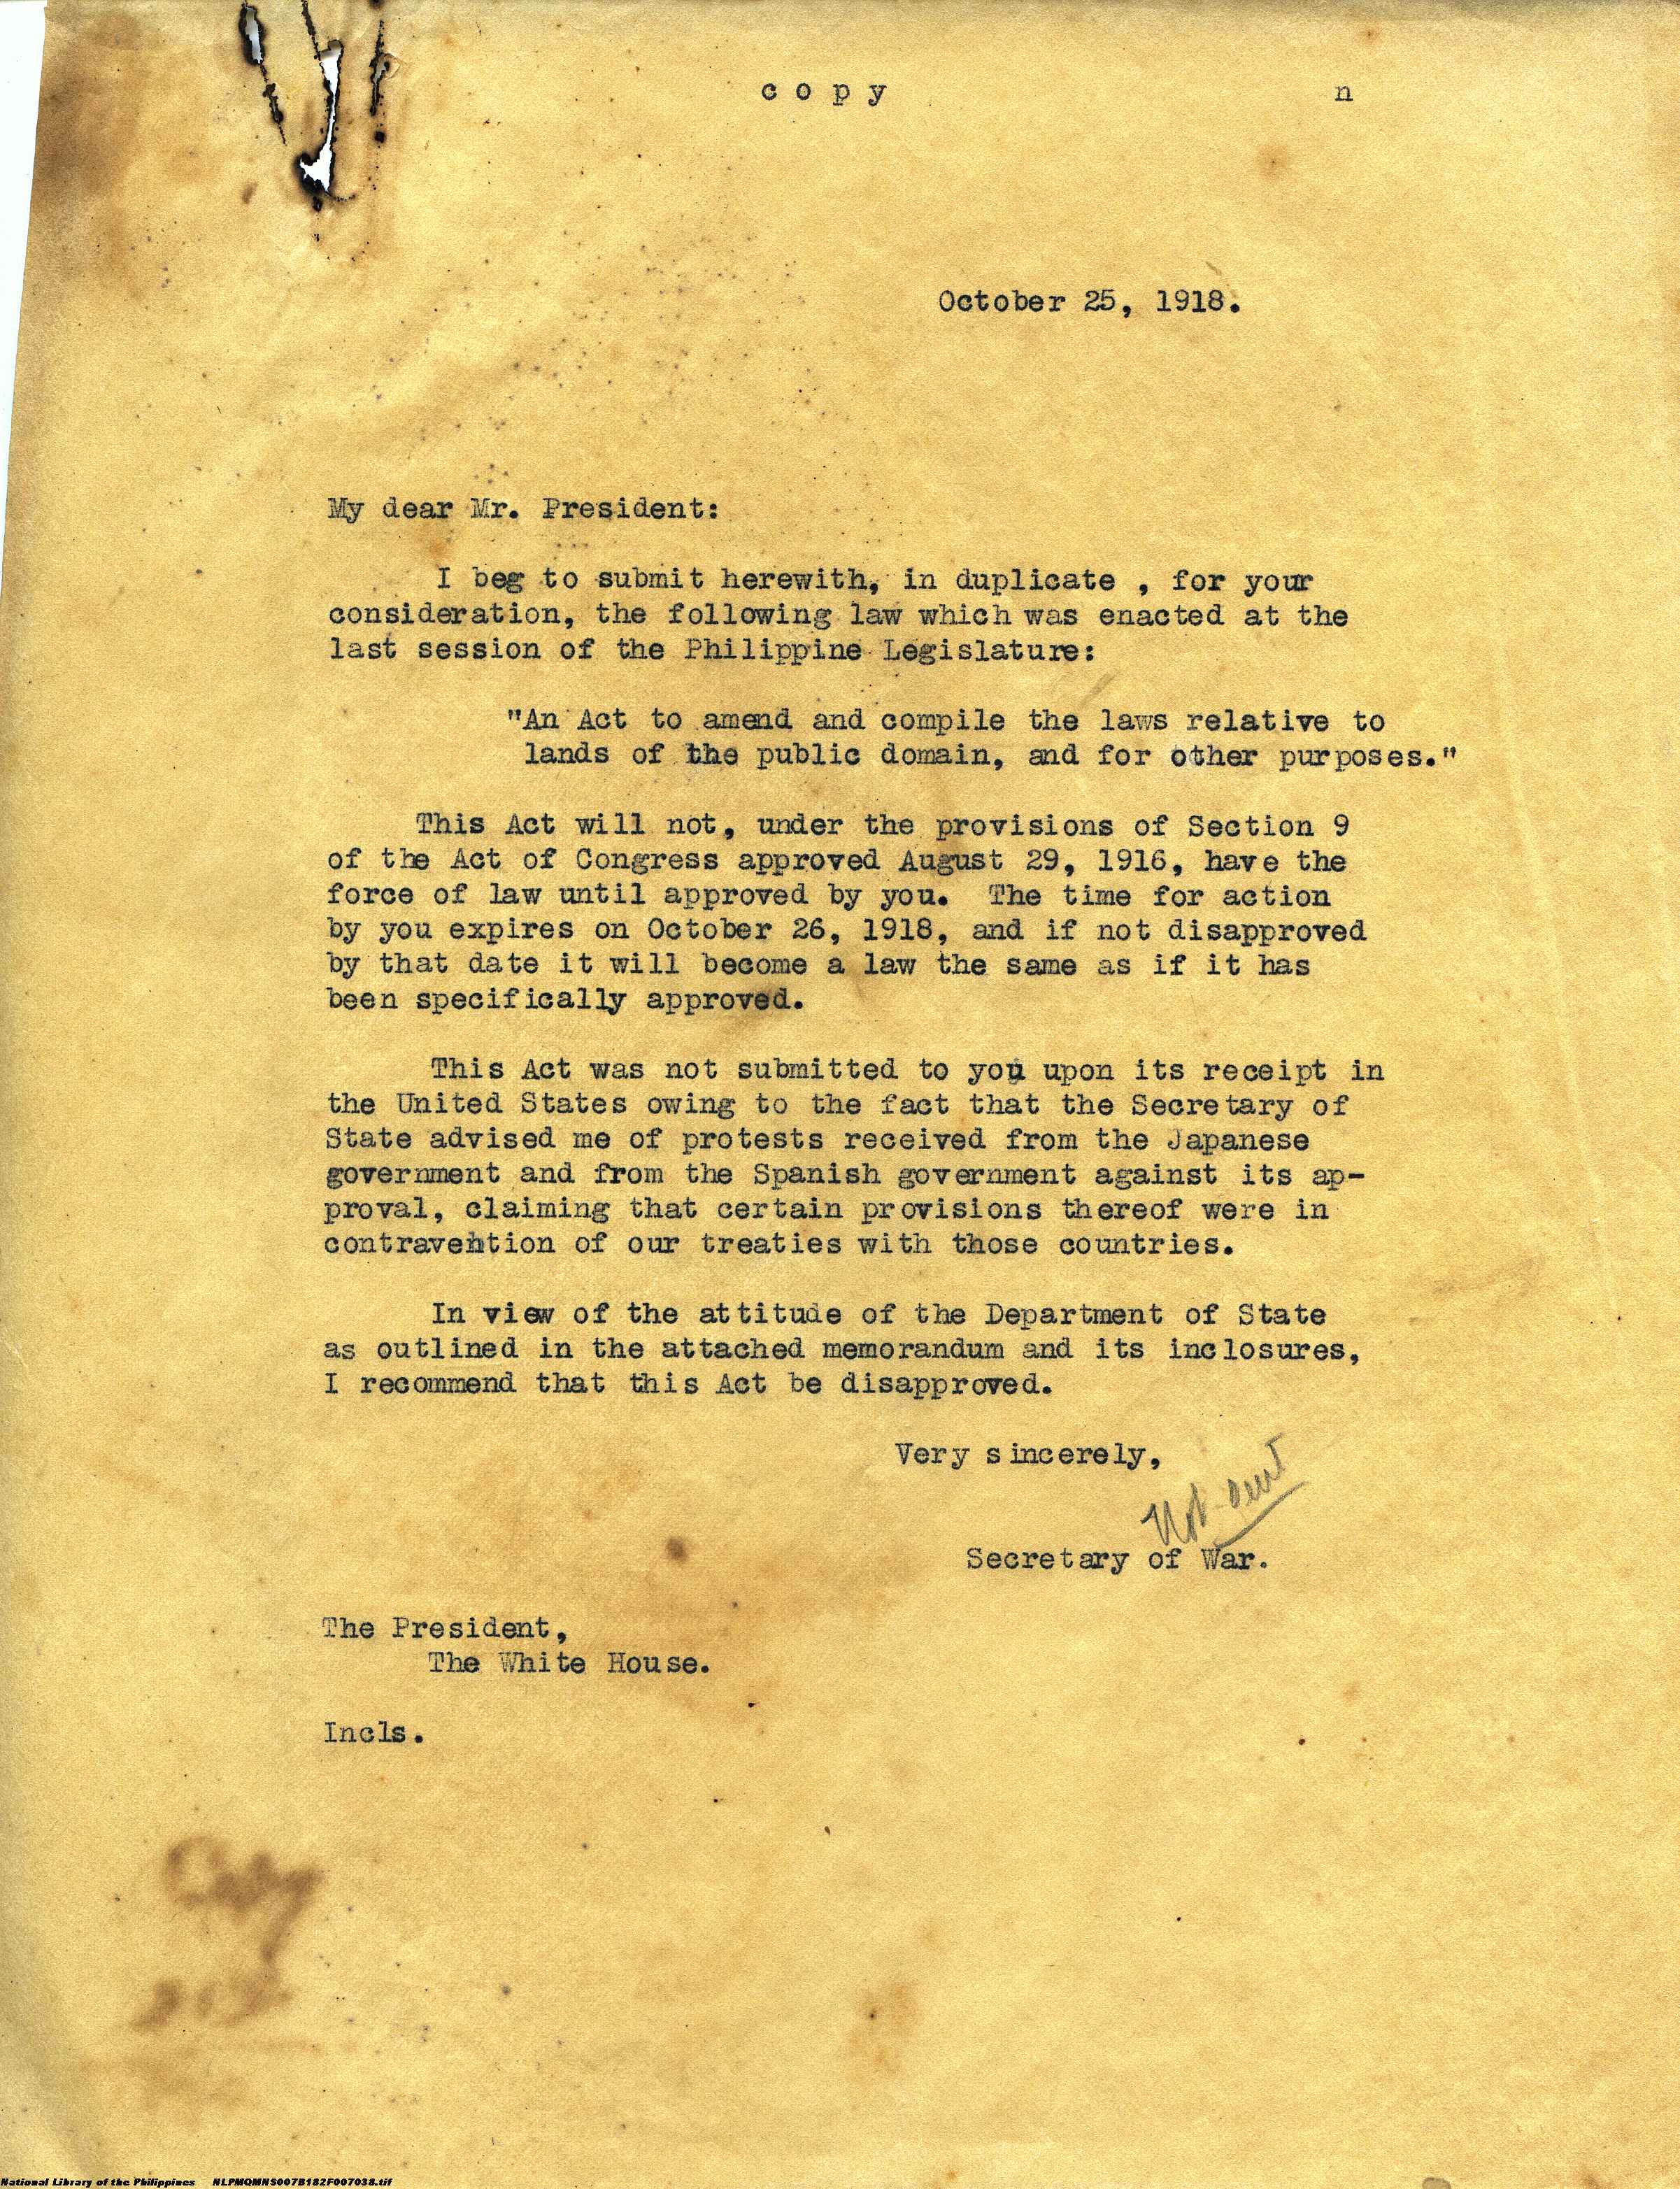 copy n
October 25, 1918.
My dear Mr. President:
I beg to submit herewith, in duplicate , for your
consideration, the following law which was enacted at the
last session of the Philippine Legislature:
"An Act to amend and compile the laws relative to
lands of the public domain, and for other purposes."
This Act will not, under the provisions of Section 9
of the Act of Congress approved August 29, 1916, have the
force of law until approved by you. The time for action
by you expires on October 26, 1918, and if not disapproved
by that date it will become a law the same as if it has
been specifically approved.
This Act was not submitted to you upon its receipt in
the United States owing to the fact that the Secretary of
State advised me of protests received from the Japanese
government and from the Spanish government against its ap-
proval, claiming that certain provisions thereof were in
contravention of our treaties with those countries.
In view of the attitude of the Department of State
as outlined in the attached memorandum and its inclosures,
I recommend that this Act be disapproved.
Very sincerely,
Not sent
Secretary of War.
The President,
The White House.
Incls.
National Library of the Philippines NLPMQMNS007B182F007038.tif